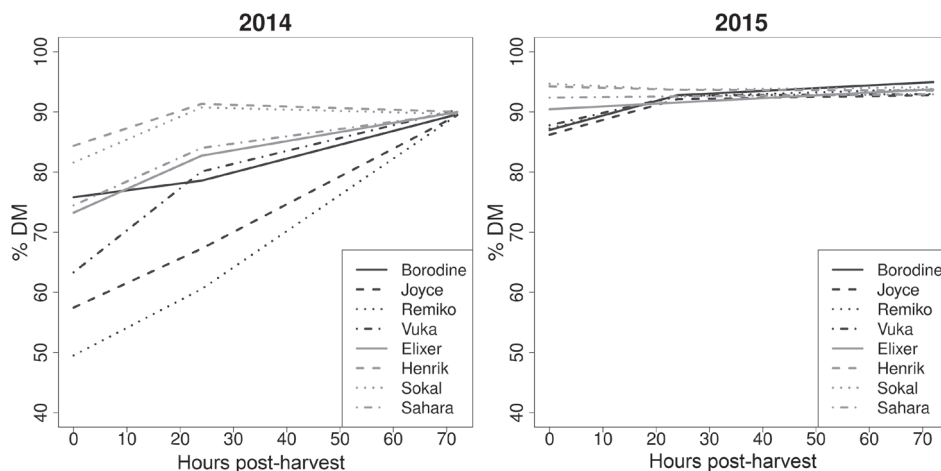 2014
% DM
100
90
80
70
60
50
40
0 10 20 30 40 50 60 70
Hours post-harvest
Borodine
Joyce
Remiko
Vuka
Elixer
Henrik
Sokal
Sahara
2015
% DM
100
90
80
70
60
50
40
0 10 20 30 40 50 60 70
Hours post-harvest
Borodine
Joyce
Remiko
Vuka
Elixer
Henrik
Sokal
Sahara